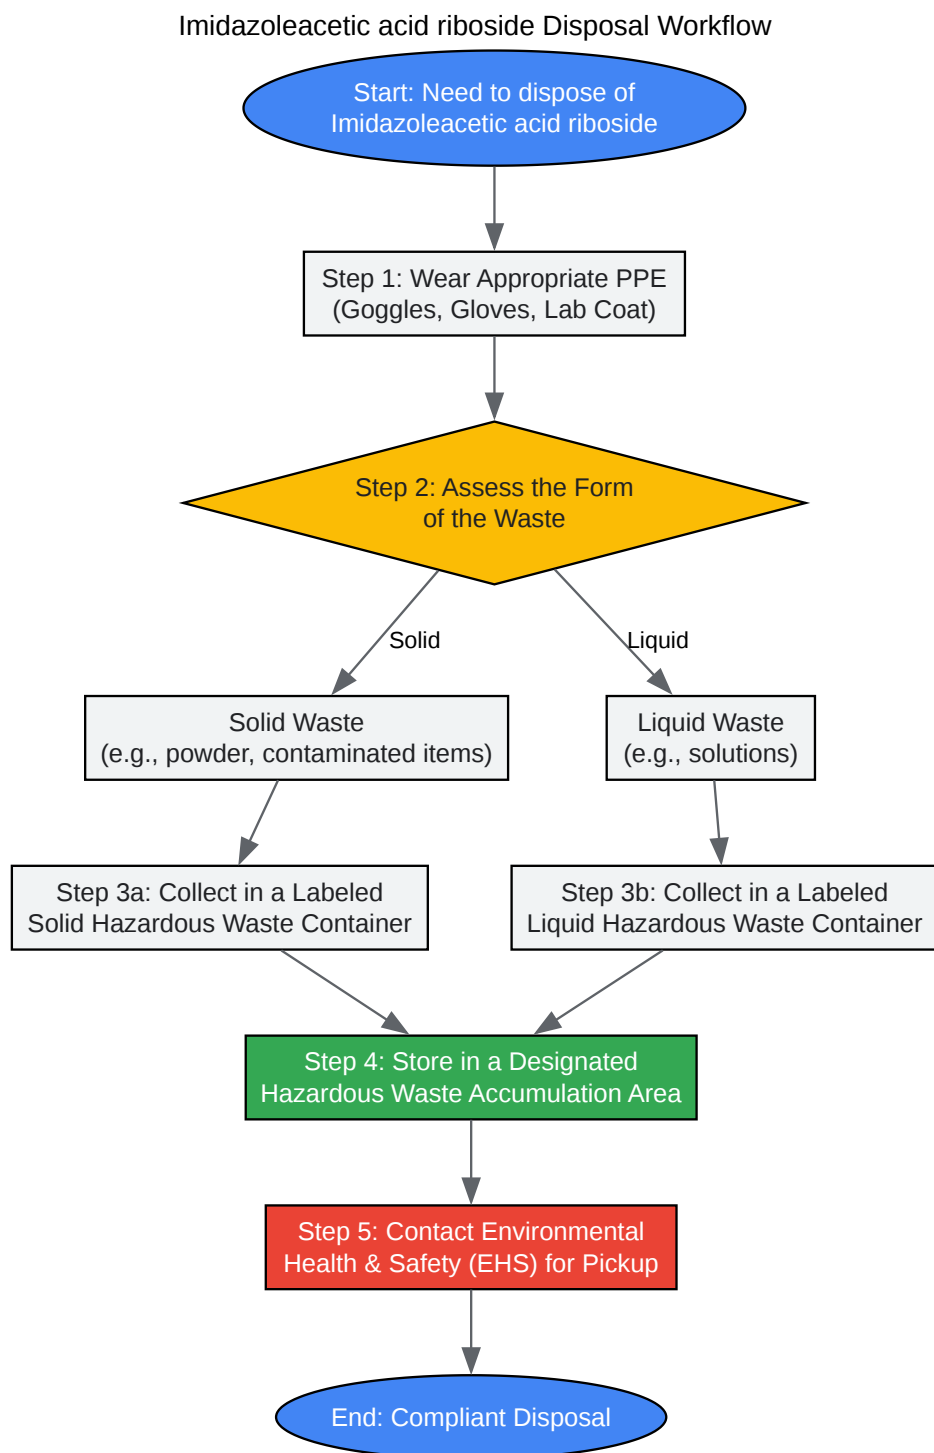 Imidazoleacetic acid riboside Disposal Workflow
Start: Need to dispose of
Imidazoleacetic acid riboside
Step 1: Wear Appropriate PPE
(Goggles, Gloves, Lab Coat)
Step 2: Assess the Form
of the Waste
Solid
Liquid
Solid Waste
(e.g., powder, contaminated items)
Liquid Waste
(e.g., solutions)
Step 3a: Collect in a Labeled
Solid Hazardous Waste Container
Step 3b: Collect in a Labeled
Liquid Hazardous Waste Container
Step 4: Store in a Designated
Hazardous Waste Accumulation Area
Step 5: Contact Environmental
Health & Safety (EHS) for Pickup
End: Compliant Disposal